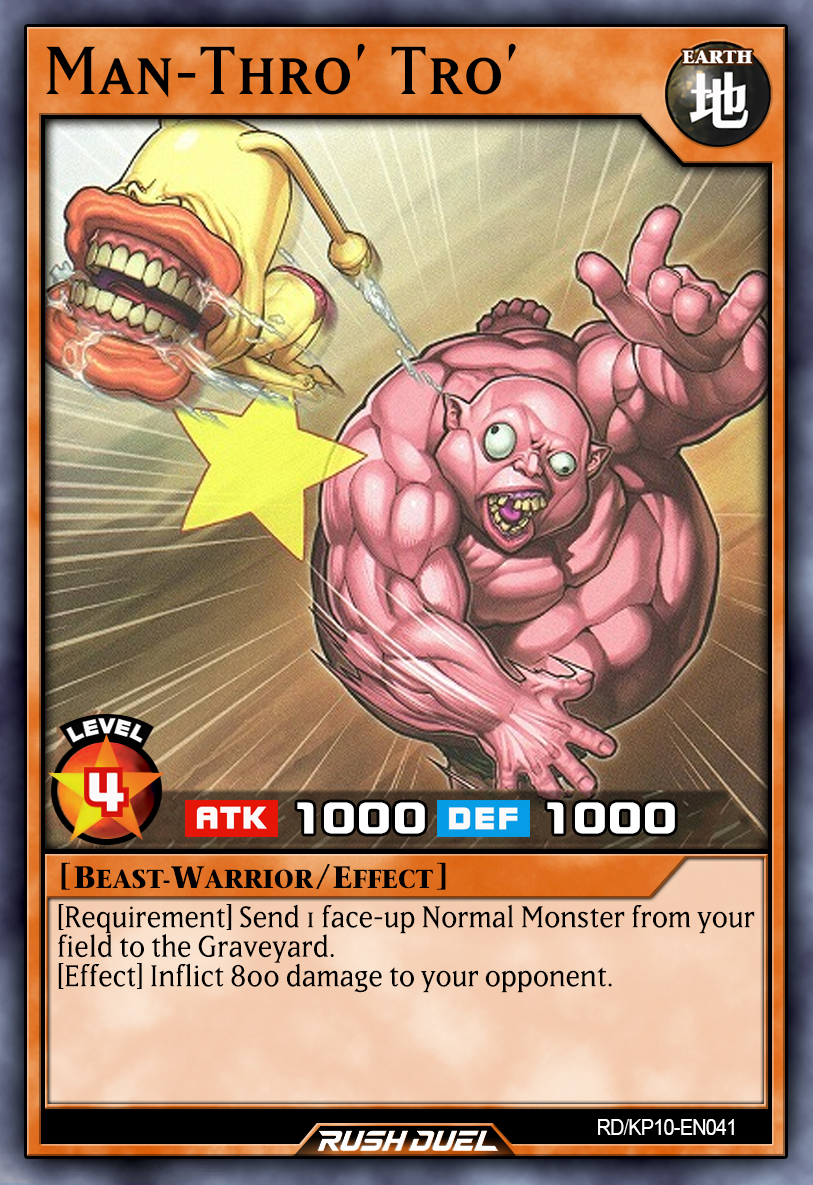 Man-Thro' Tro'
EARTH
地
LEVEL
4
ATK 1000 DEF 1000
[Beast-Warrior/Effect]
[Requirement] Send 1 face-up Normal Monster from your
field to the Graveyard.
[Effect] Inflict 800 damage to your opponent.
RD/KP10-EN041
RUSH DUEL